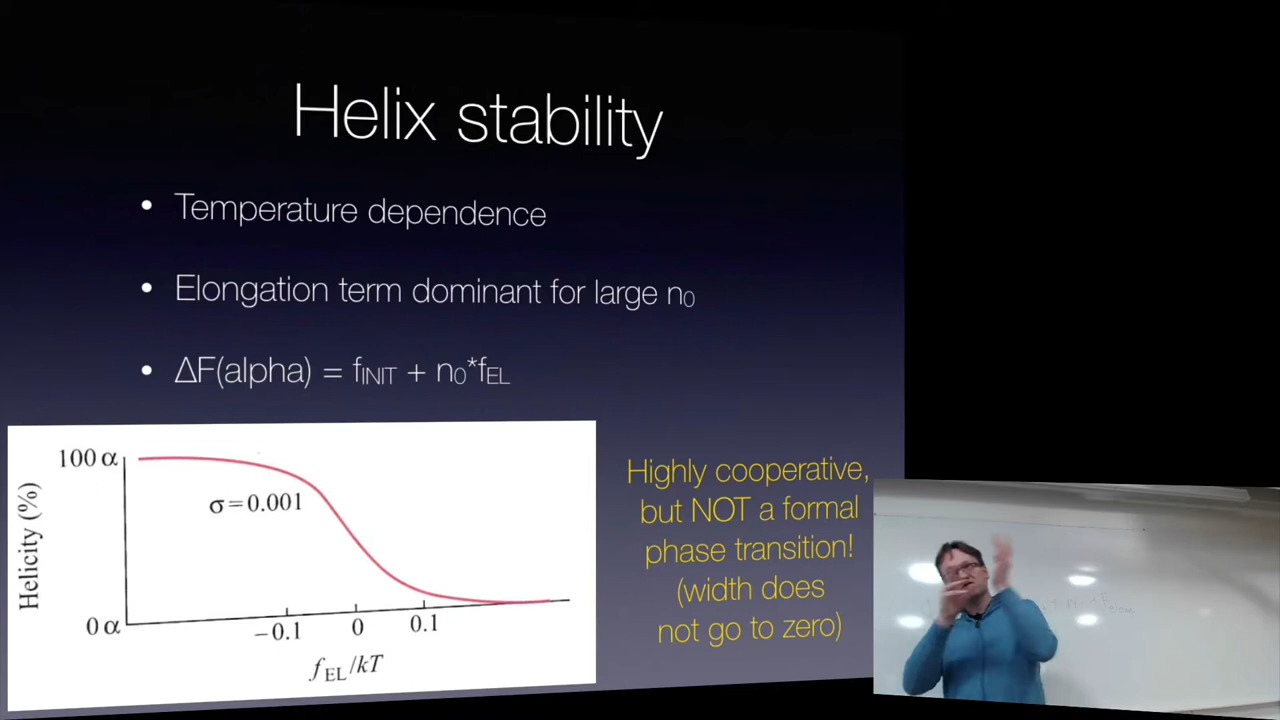 Helix stability
• Temperature dependence
• Elongation term dominant for large n₀
• ΔF(alpha) = fINIT + n₀*fEL
100 α
σ=0.001
Helicity (%)
0 α
−0.1
0
0.1
fEL/kT
Highly cooperative,
but NOT a formal
phase transition!
(width does
not go to zero)